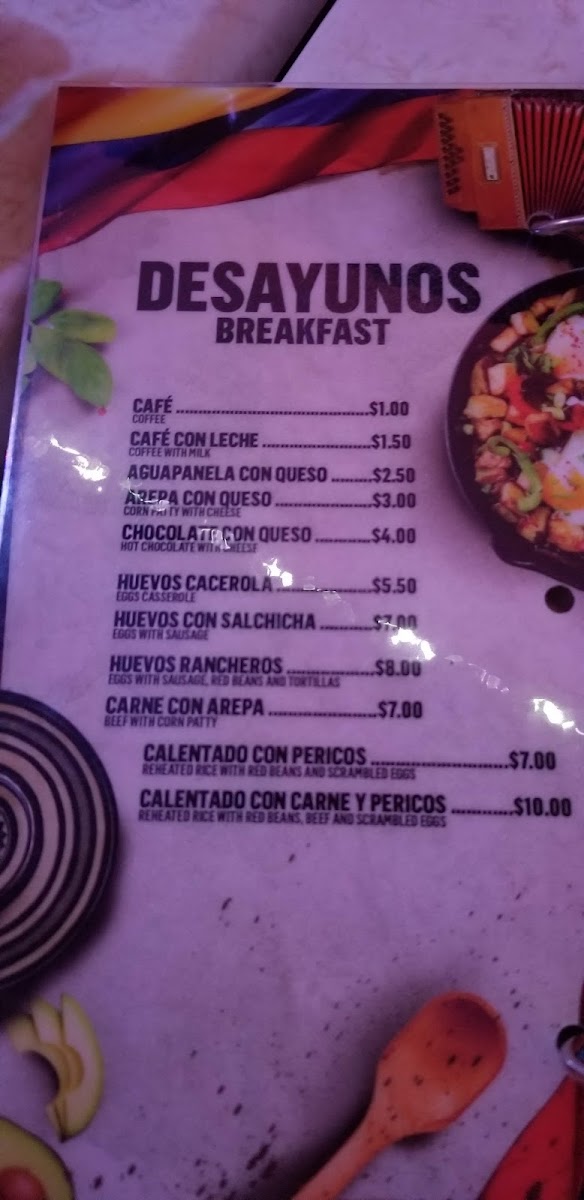 DESAYUNOS
BREAKFAST
CAFÉ ..........................................$1.00
COFFEE
CAFÉ CON LECHE ........................$1.50
COFFEE WITH MILK
AGUAPANELA CON QUESO .........$2.50
AREPA CON QUESO .....................$3.00
CORN PATTY WITH CHEESE
CHOCOLATE CON QUESO ............$4.00
HOT CHOCOLATE WITH CHEESE
HUEVOS CACEROLA .....................$5.50
EGGS CASSEROLE
HUEVOS CON SALCHICHA ...........$7.00
EGGS WITH SAUSAGE
HUEVOS RANCHEROS ...................$8.00
EGGS WITH SAUSAGE, RED BEANS AND TORTILLAS
CARNE CON AREPA ........................$7.00
BEEF WITH CORN PATTY
CALENTADO CON PERICOS ..............................$7.00
REHEATED RICE WITH RED BEANS AND SCRAMBLED EGGS
CALENTADO CON CARNE Y PERICOS .............$10.00
REHEATED RICE WITH RED BEANS, BEEF AND SCRAMBLED EGGS